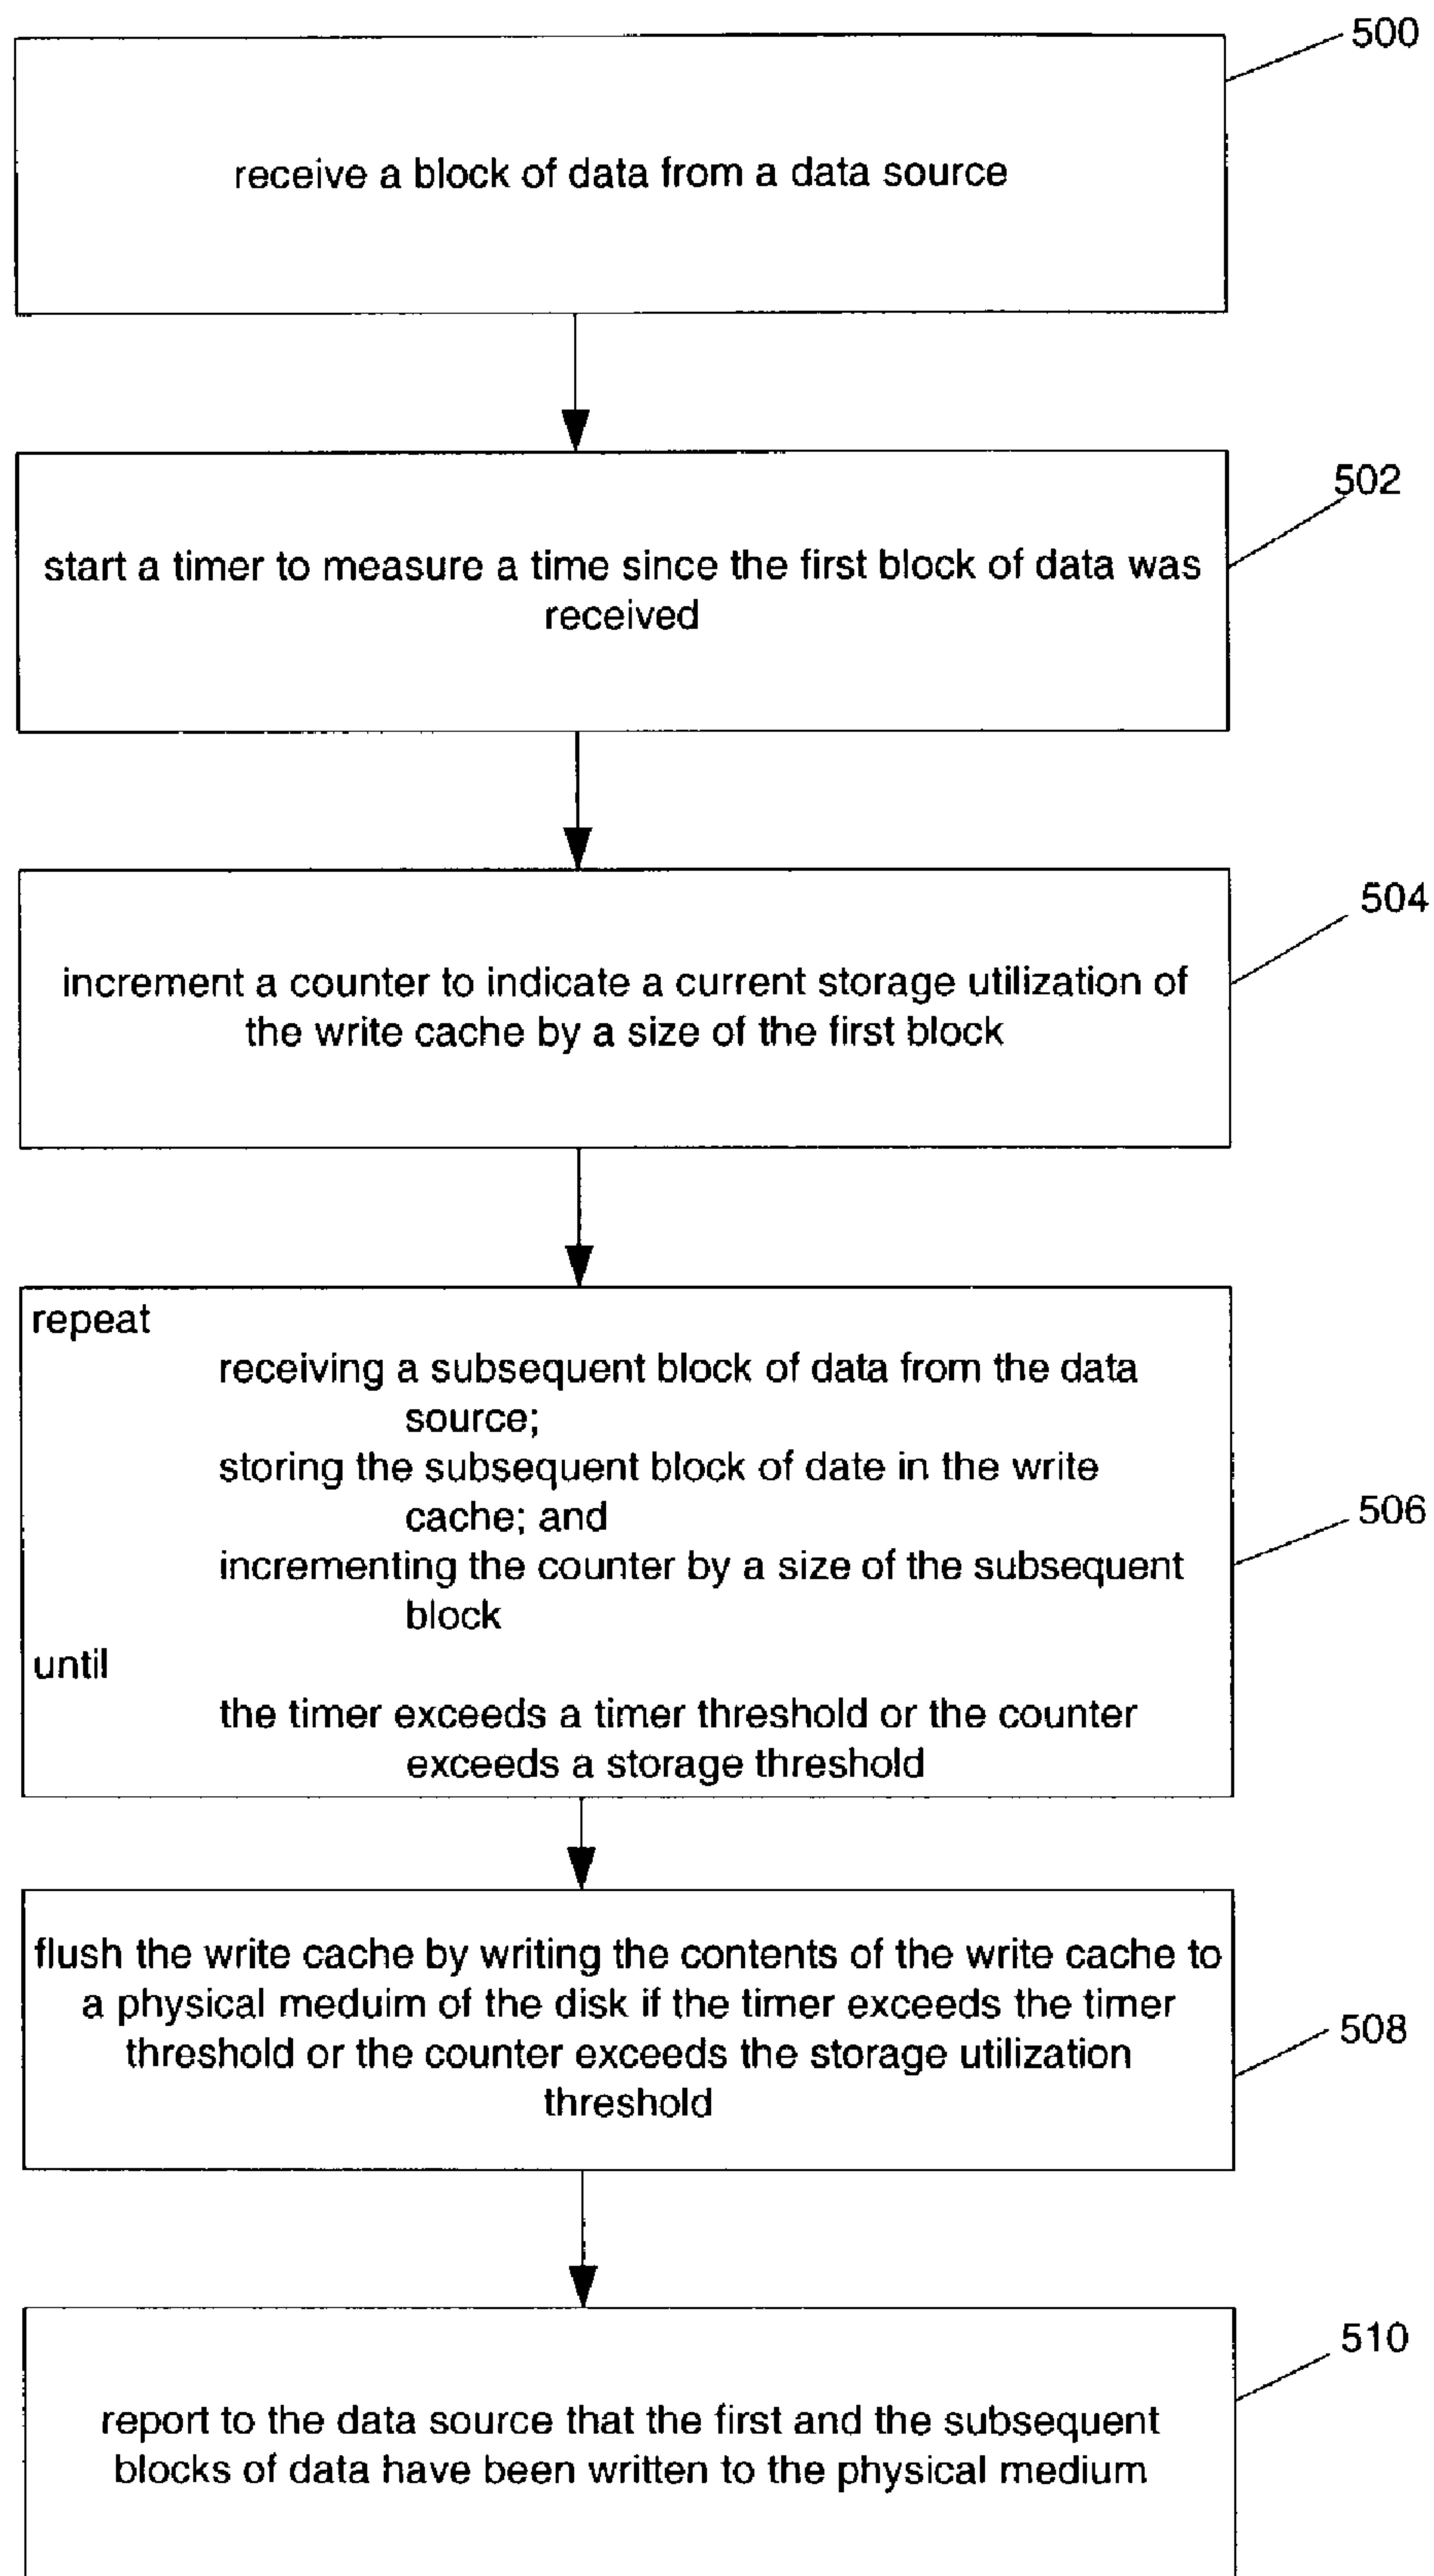 500
receive a block of data from a data source
502
start a timer to measure a time since the first block of data was
received
504
increment a counter to indicate a current storage utilization of
the write cache by a size of the first block
repeat
receiving a subsequent block of data from the data
source;
storing the subsequent block of date in the write
cache; and
incrementing the counter by a size of the subsequent
block
until
the timer exceeds a timer threshold or the counter
exceeds a storage threshold
506
flush the write cache by writing the contents of the write cache to
a physical meduim of the disk if the timer exceeds the timer
threshold or the counter exceeds the storage utilization
threshold
508
510
report to the data source that the first and the subsequent
blocks of data have been written to the physical medium